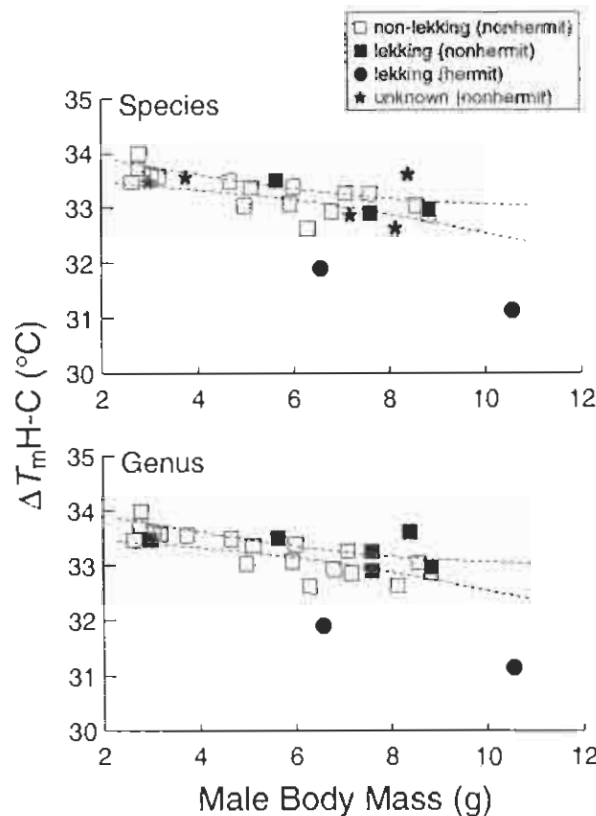 □ non-lekking (nonhermit)
■ lekking (nonhermit)
● lekking (hermit)
★ unknown (nonhermit)
35
Species
34
33
32
31
30
2 4 6 8 10 12
ΔTmH-C (°C)
35
Genus
34
33
32
31
30
2 4 6 8 10 12
Male Body Mass (g)